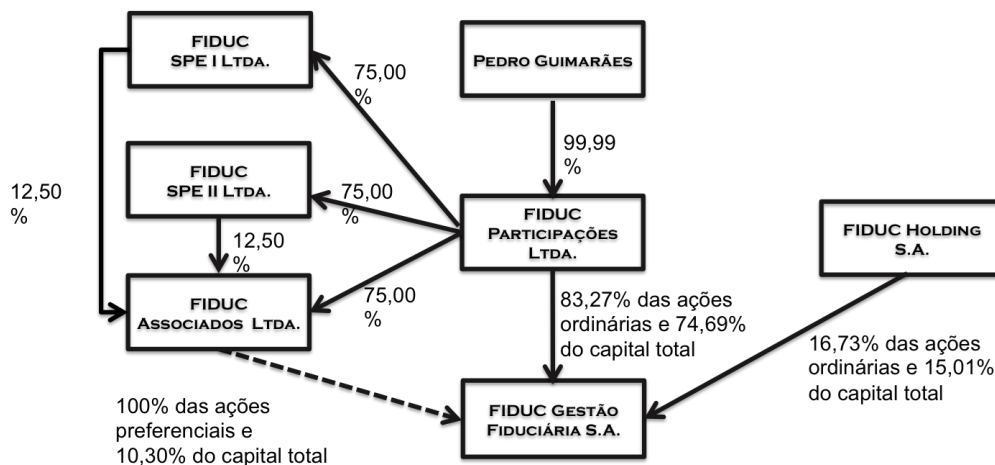 FIDUC
SPE I LTDA.
PEDRO GUIMARÃES
75,00
%
99,99
%
FIDUC
SPE II LTDA.
12,50
%
75,00
%
FIDUC
PARTICIPAÇÕES
LTDA.
FIDUC HOLDING
S.A.
12,50
%
FIDUC
ASSOCIADOS LTDA.
75,00
%
83,27% das ações
ordinárias e 74,69%
do capital total
16,73% das ações
ordinárias e 15,01%
do capital total
100% das ações
preferenciais e
10,30% do capital total
FIDUC GESTÃO
FIDUCIÁRIA S.A.